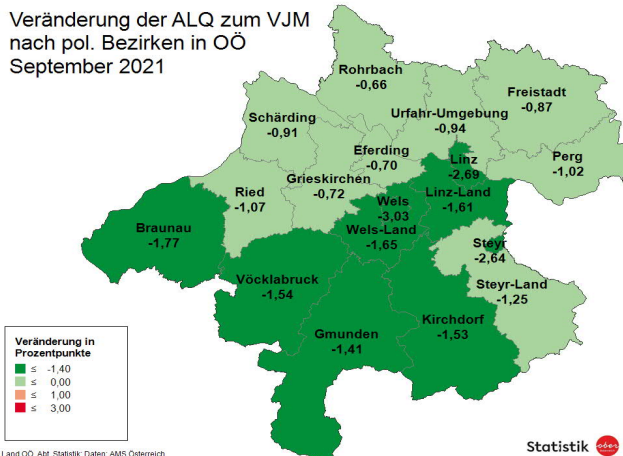 Veränderung der ALQ zum VJM
nach pol. Bezirken in OÖ
September 2021
Rohrbach
-0,66
Freistadt
-0,87
Urfahr-Umgebung
-0,94
Schärding
-0,91
Eferding
-0,70
Linz
-2,69
Perg
-1,02
Grieskirchen
-0,72
Ried
-1,07
Wels
-3,03
Linz-Land
-1,61
Braunau
-1,77
Wels-Land
-1,65
Steyr
-2,64
Vöcklabruck
-1,54
Steyr-Land
-1,25
Gmunden
-1,41
Kirchdorf
-1,53
Veränderung in
Prozentpunkte
≤ -1,40
≤ 0,00
≤ 1,00
≤ 3,00
Land OÖ, Abt. Statistik; Daten: AMS Österreich
Statistik